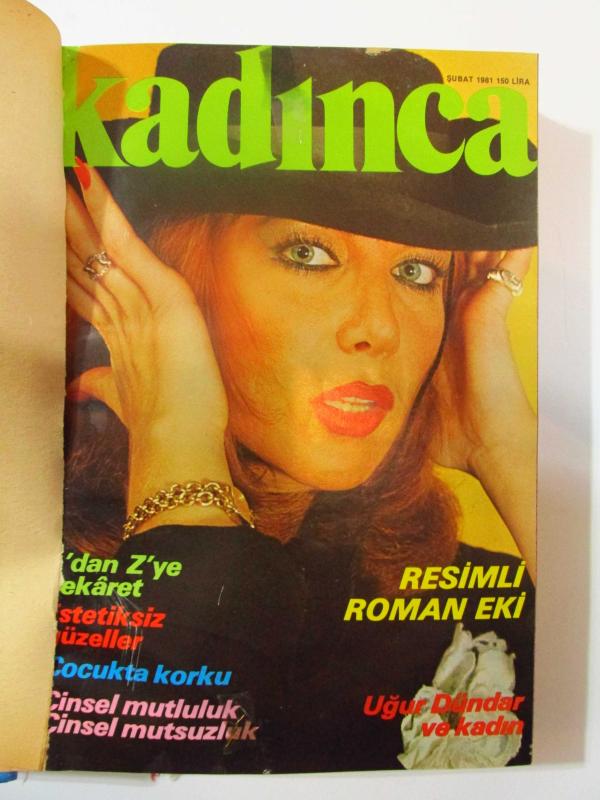 ŞUBAT 1981 150 LİRA
kadınca
'dan Z'ye
ekâret
RESİMLİ
ROMAN EKİ
stetiksiz
üzeller
Çocukta korku
Cinsel mutluluk
Cinsel mutsuzluk
Uğur Dündar
ve kadın